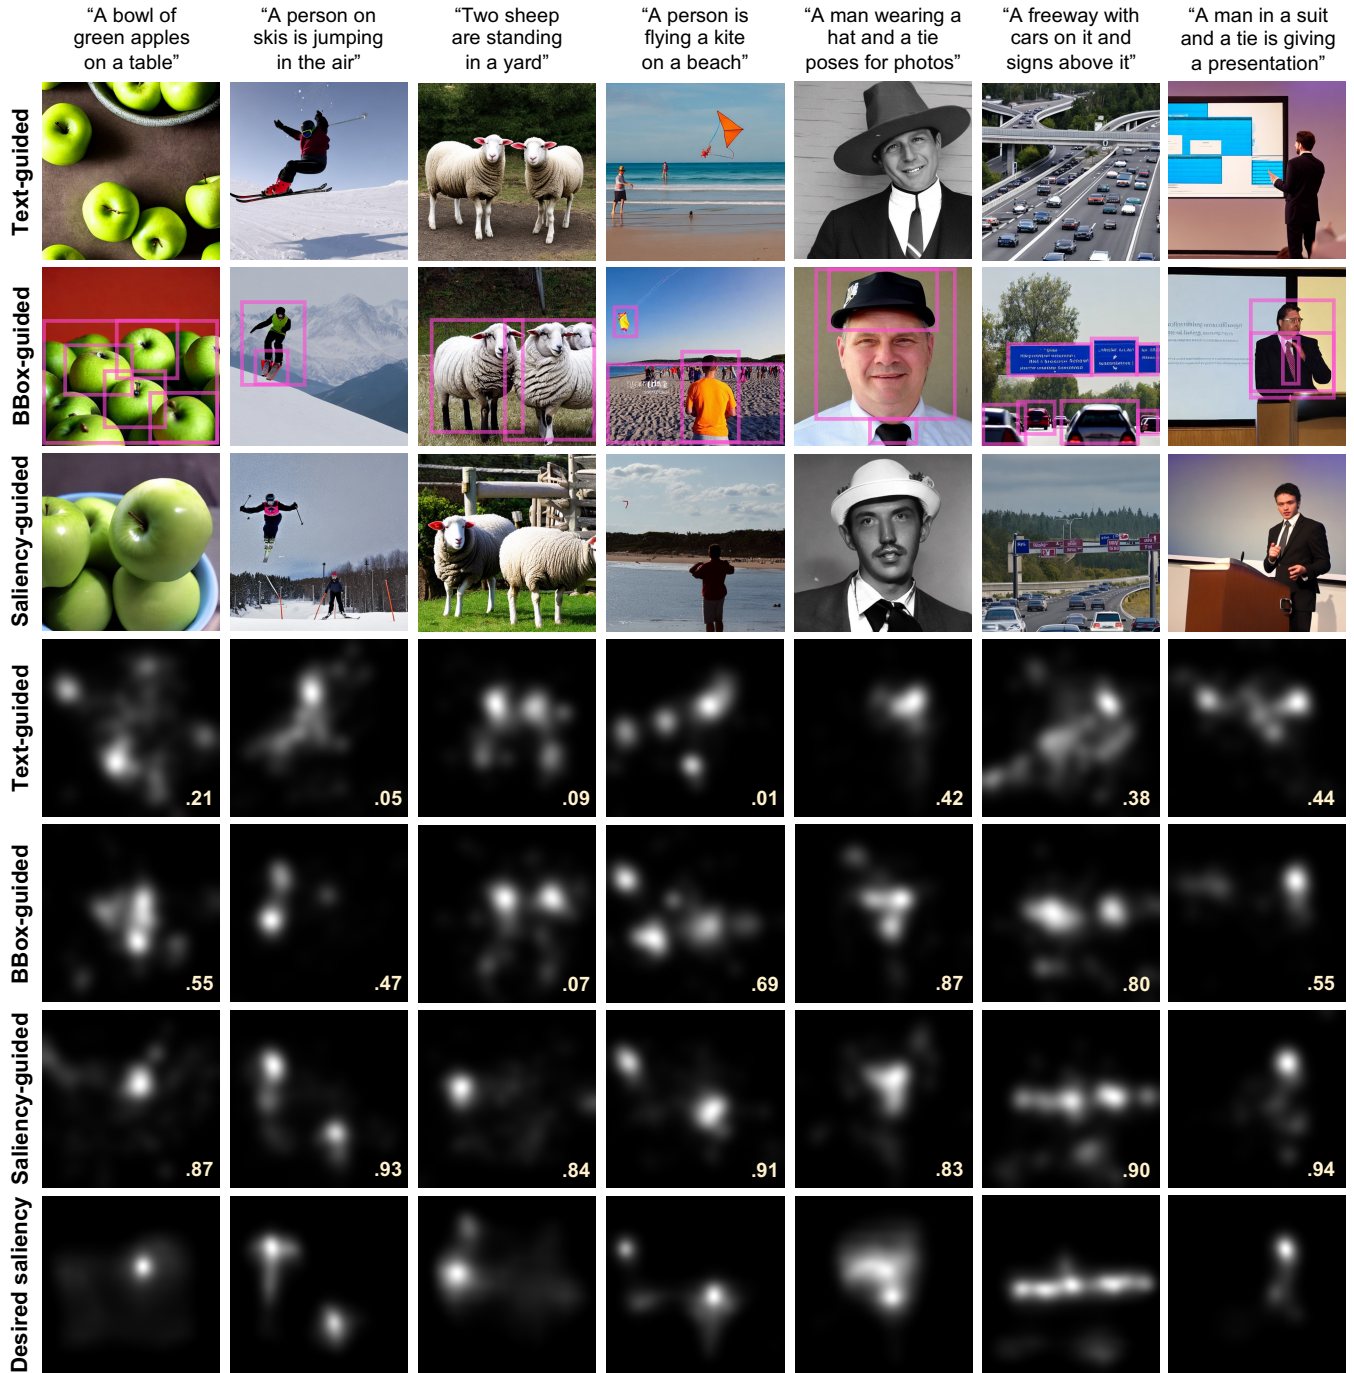 “A bowl of
green apples
on a table”
“A person on
skis is jumping
in the air”
“Two sheep
are standing
in a yard”
“A person is
flying a kite
on a beach”
“A man wearing a
hat and a tie
poses for photos”
“A freeway with
cars on it and
signs above it”
“A man in a suit
and a tie is giving
a presentation”
Text-guided
BBox-guided
Saliency-guided
Text-guided
.21
.05
.09
.01
.42
.38
.44
BBox-guided
.55
.47
.07
.69
.87
.80
.55
Saliency-guided
.87
.93
.84
.91
.83
.90
.94
Desired saliency